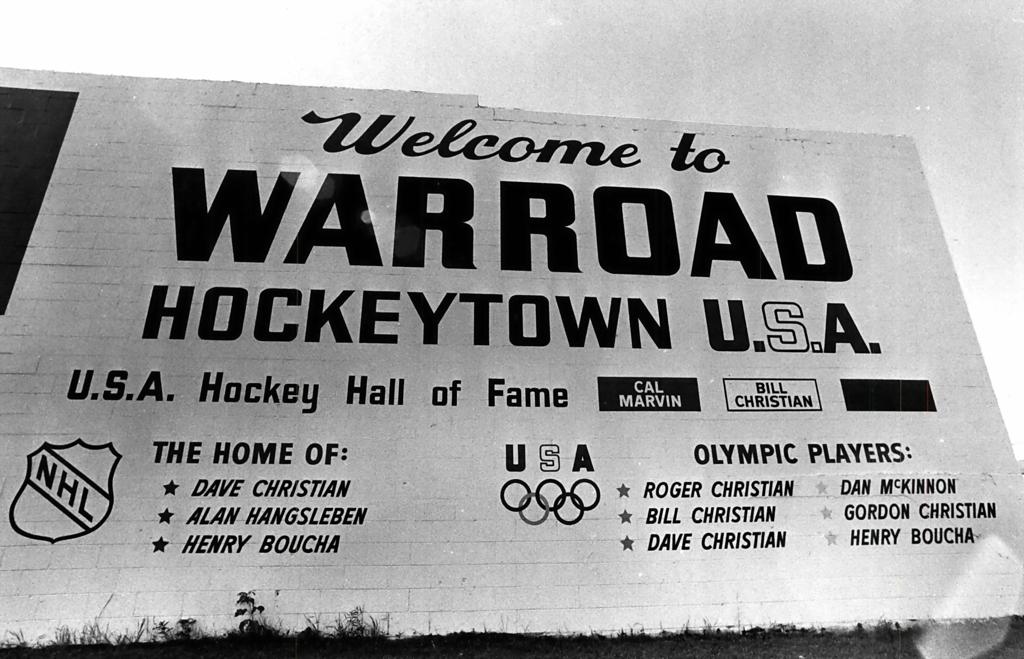 Welcome to
WARROAD
HOCKEYTOWN U.S.A.
U.S.A. Hockey Hall of Fame
CAL
MARVIN
BILL
CHRISTIAN
NHL
THE HOME OF:
★ DAVE CHRISTIAN
★ ALAN HANGSLEBEN
★ HENRY BOUCHA
USA
OLYMPIC PLAYERS:
★ ROGER CHRISTIAN
★ BILL CHRISTIAN
★ DAVE CHRISTIAN
★ DAN McKINNON
★ GORDON CHRISTIAN
★ HENRY BOUCHA